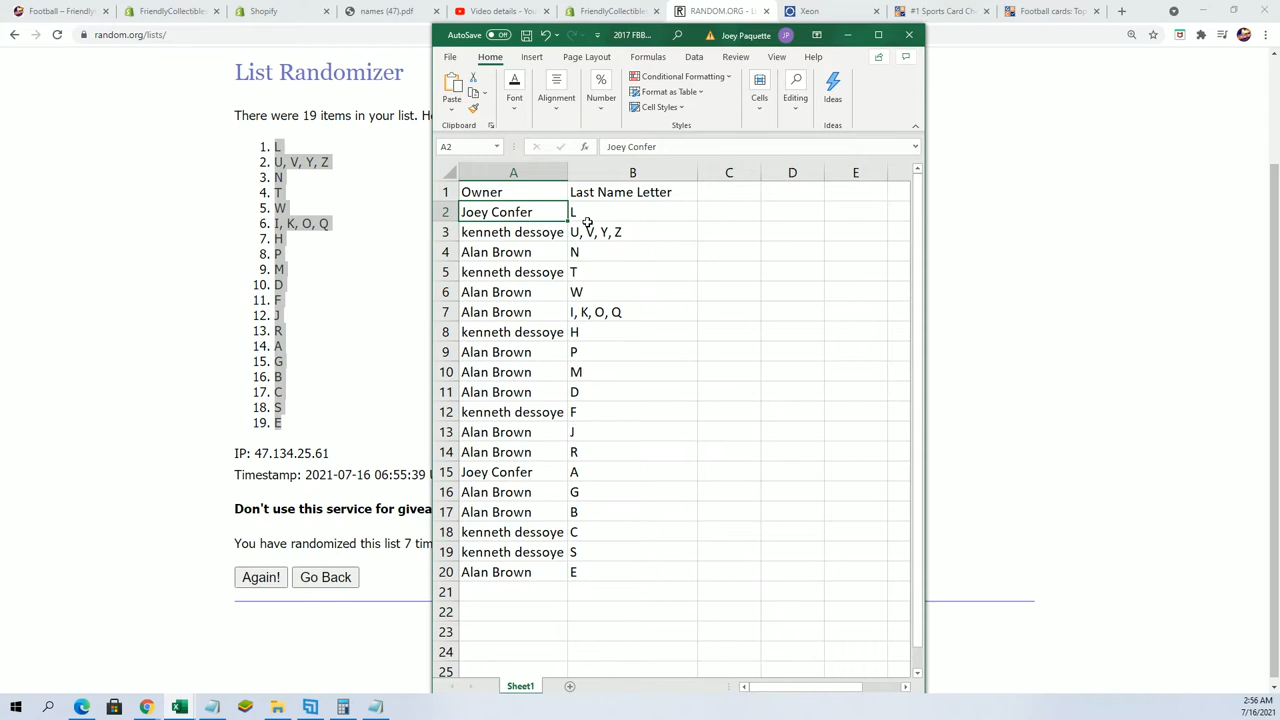 Football – Friendly
FriendlyCollectible
Shopify
names (47).pdf
Video details - Yo
FriendlyCollectible
RANDOM.ORG - Li
Xeon
#1 Sports Card Ch
Football cards: Top
random.org/lists/
List Randomizer
There were 19 items in your list. He
1. L
2. U, V, Y, Z
3. N
4. T
5. W
6. I, K, O, Q
7. H
8. P
9. M
10. D
11. F
12. J
13. R
14. A
15. G
16. B
17. C
18. S
19. E
IP: 47.134.25.61
Timestamp: 2021-07-16 06:55:39 U
Don't use this service for giveav
You have randomized this list 7 tim
Again! Go Back
AutoSave Off 2017 FBB... Joey Paquette JP
File Home Insert Page Layout Formulas Data Review View Help
Paste Font Alignment Number Conditional Formatting Format as Table Cell Styles Cells Editing Ideas
Clipboard Styles Ideas
A2 fx Joey Confer
A B C D E
1 Owner Last Name Letter
2 Joey Confer L
3 kenneth dessoye U, V, Y, Z
4 Alan Brown N
5 kenneth dessoye T
6 Alan Brown W
7 Alan Brown I, K, O, Q
8 kenneth dessoye H
9 Alan Brown P
10 Alan Brown M
11 Alan Brown D
12 kenneth dessoye F
13 Alan Brown J
14 Alan Brown R
15 Joey Confer A
16 Alan Brown G
17 Alan Brown B
18 kenneth dessoye C
19 kenneth dessoye S
20 Alan Brown E
21
22
23
24
25
Sheet1
2:56 AM
7/16/2021